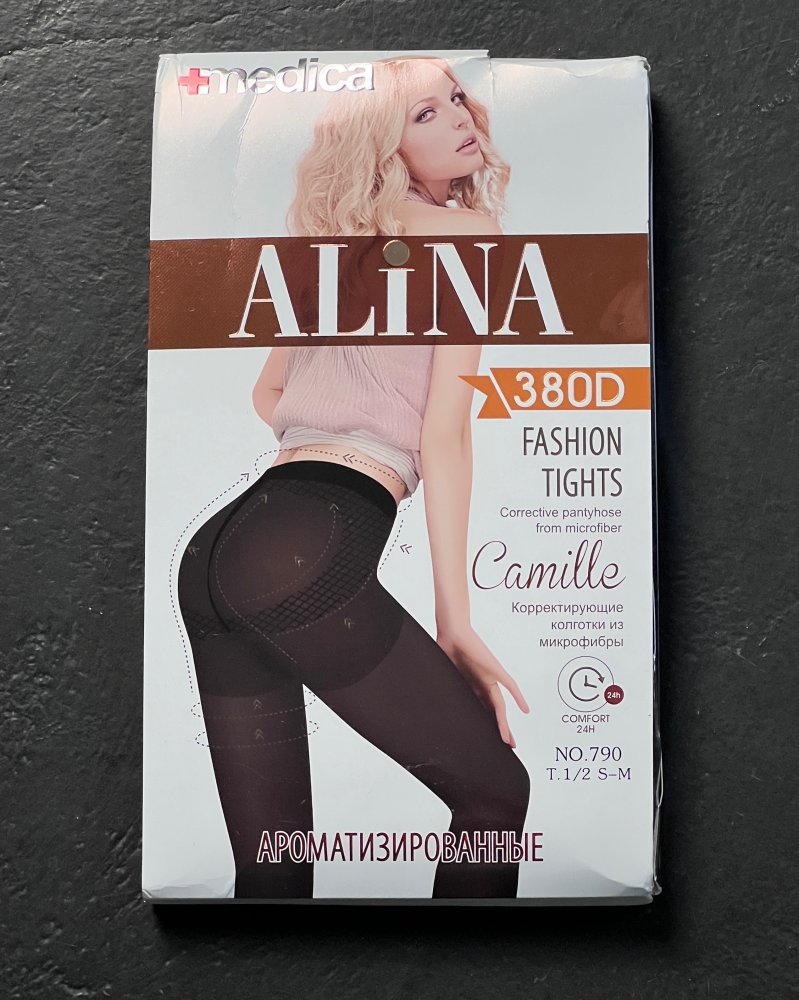 +medica
ALiNA
380D
FASHION
TIGHTS
Corrective pantyhose
from microfiber
Camille
Корректирующие
колготки из
микрофибры
24h
COMFORT
24H
NO.790
T.1/2 S-M
АРОМАТИЗИРОВАННЫЕ